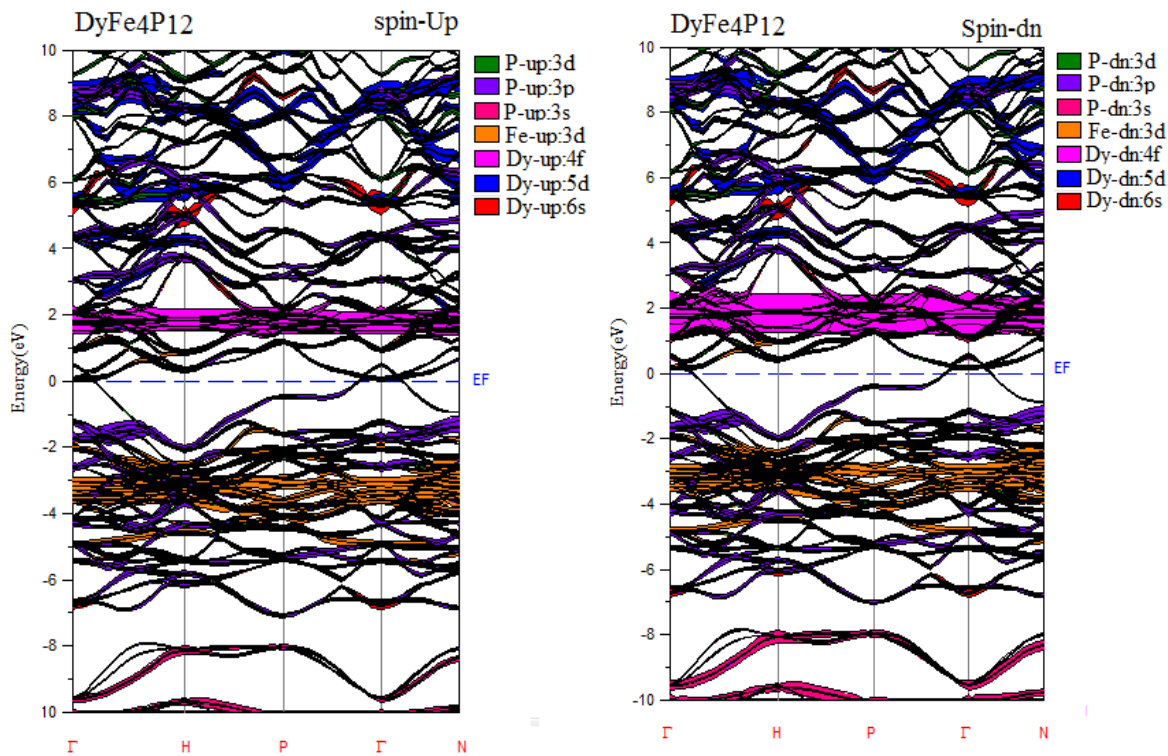 DyFe4P12 spin-Up
P-up:3d
P-up:3p
P-up:3s
Fe-up:3d
Dy-up:4f
Dy-up:5d
Dy-up:6s
Energy(eV)
10
8
6
4
2
0
-2
-4
-6
-8
10
EF
Γ H P Γ N
DyFe4P12 Spin-dn
P-dn:3d
P-dn:3p
P-dn:3s
Fe-dn:3d
Dy-dn:4f
Dy-dn:5d
Dy-dn:6s
Energy(eV)
10
8
6
4
2
0
-2
-4
-6
-8
-10
EF
Γ H P Γ N